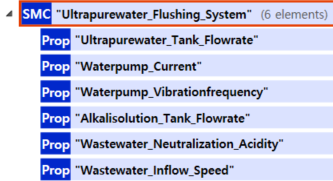 SMC "Ultrapurewater_Flushing_System" (6 elements)
Prop "Ultrapurewater_Tank_Flowrate"
Prop "Waterpump_Current"
Prop "Waterpump_Vibrationfrequency"
Prop "Alkalisolution_Tank_Flowrate"
Prop "Wastewater_Neutralization_Acidity"
Prop "Wastewater_Inflow_Speed"